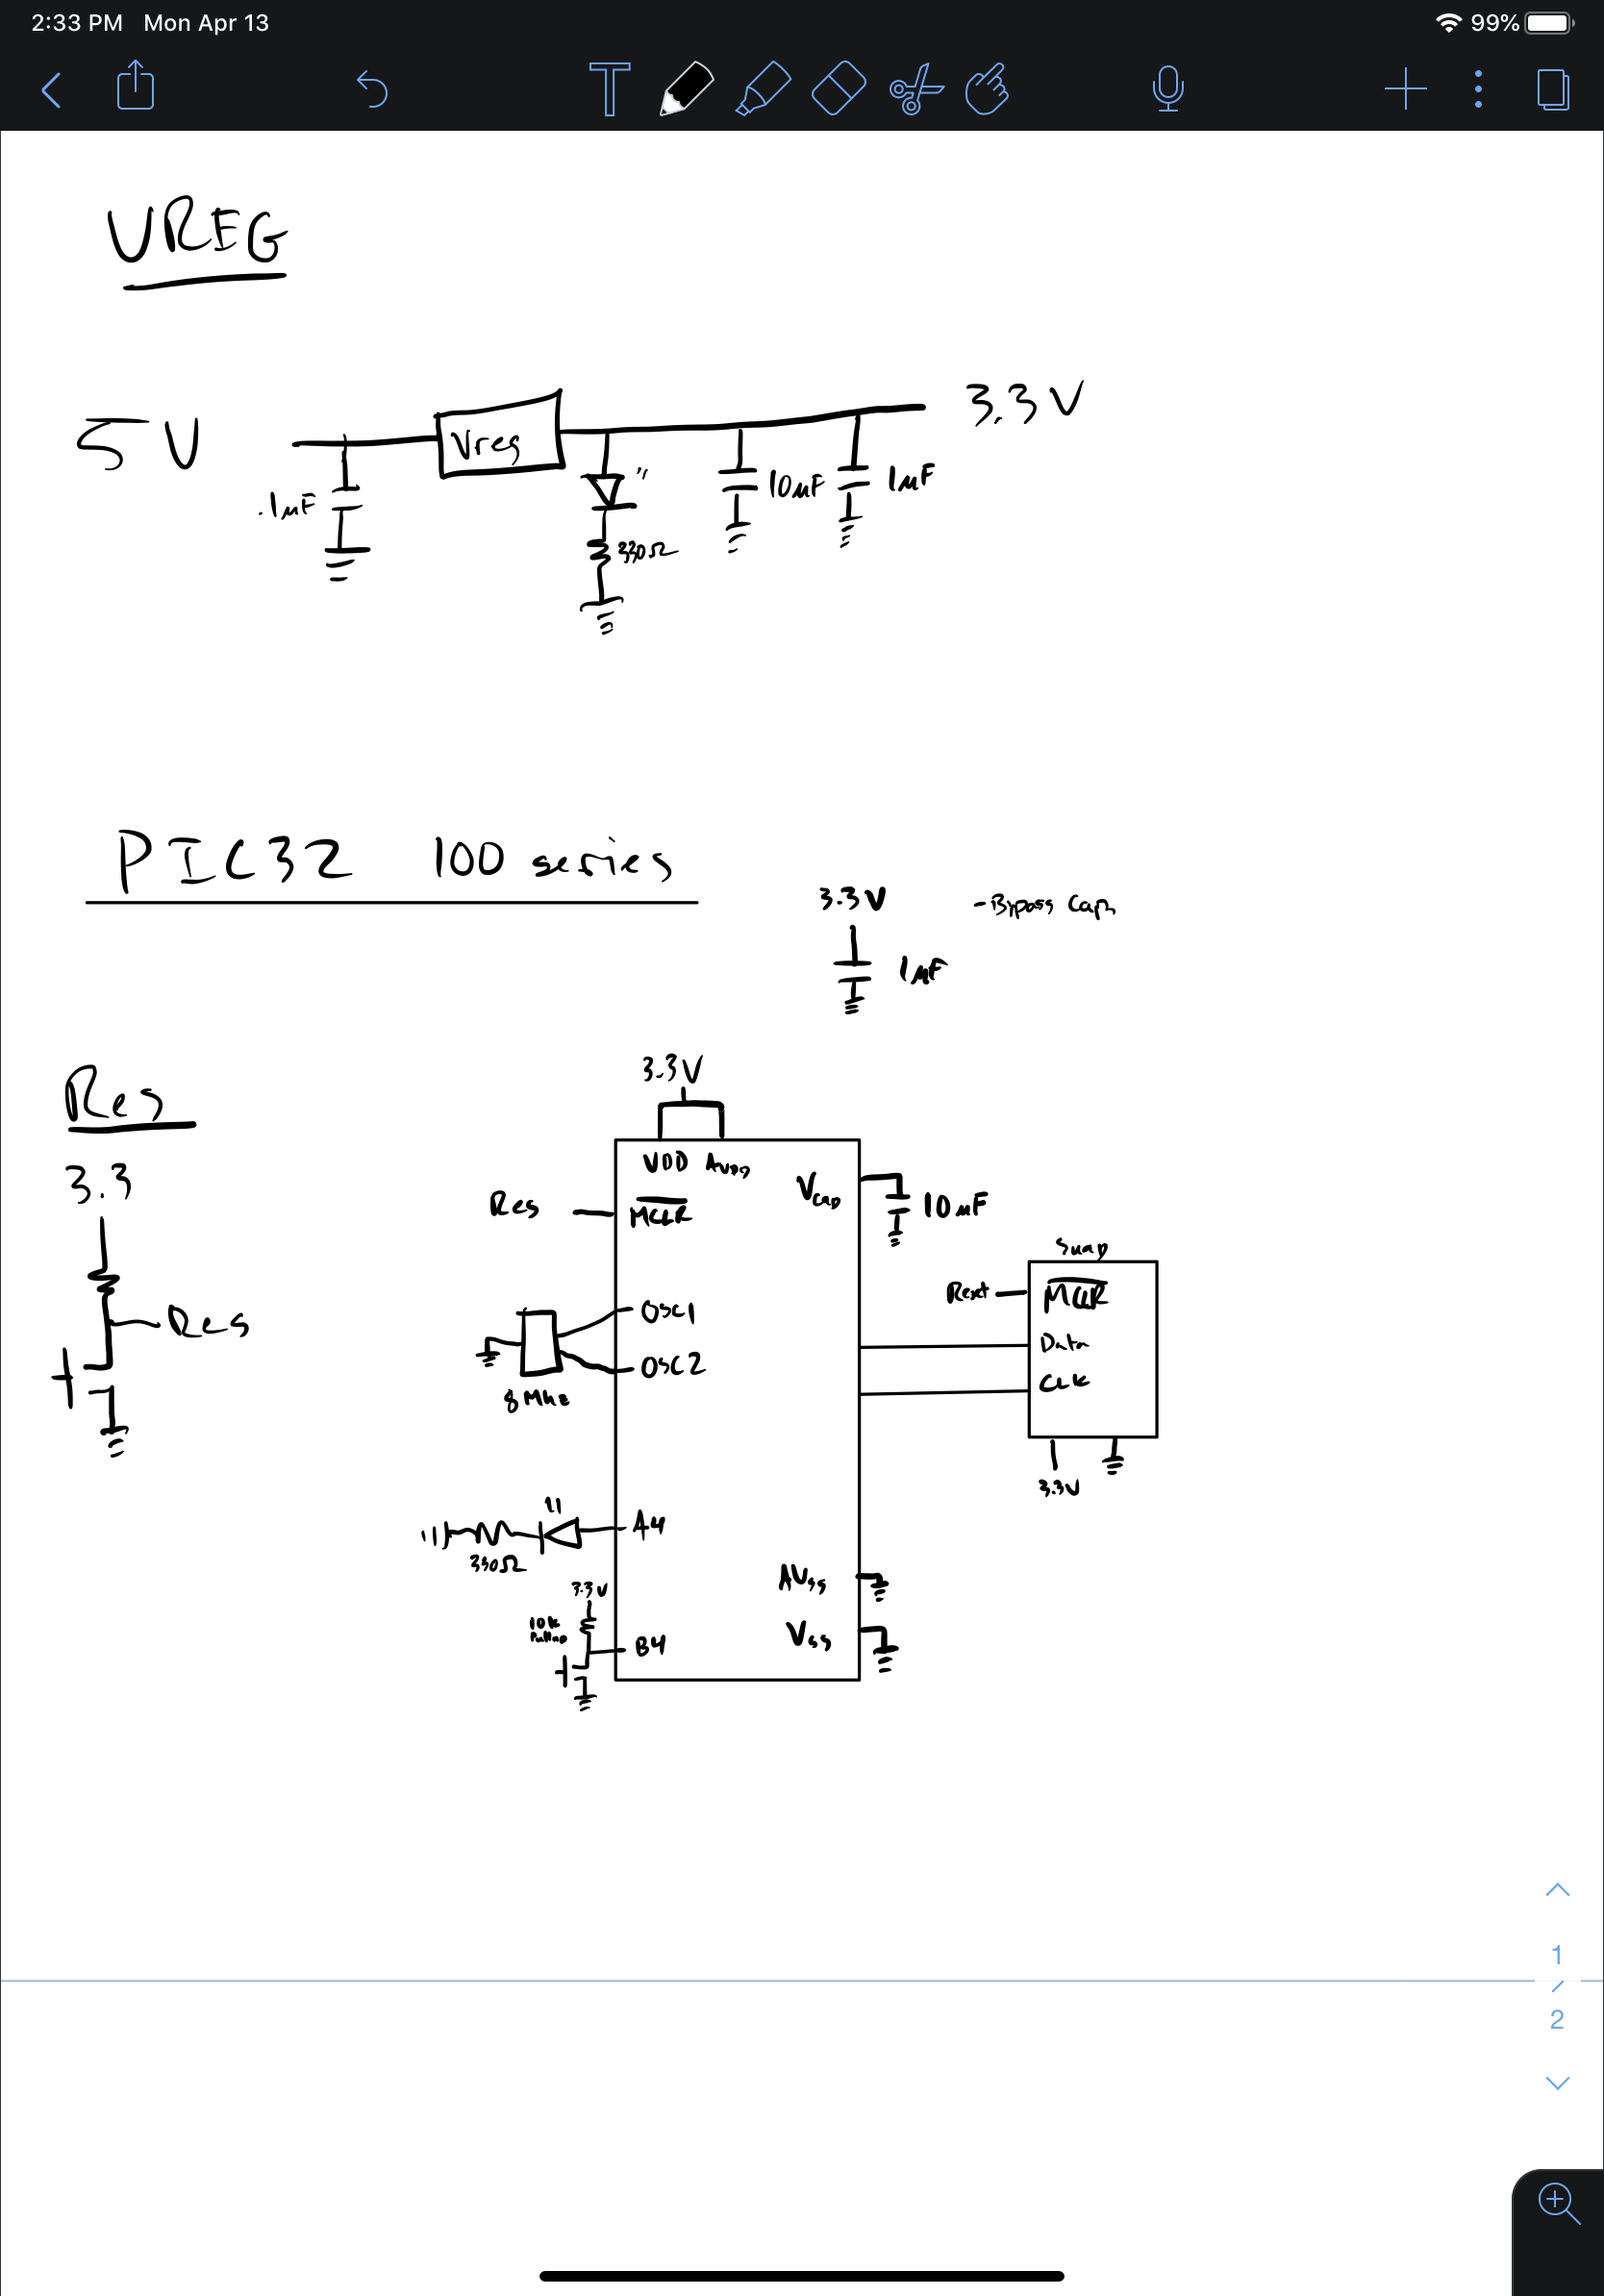 2:33 PM Mon Apr 13
99%
VREG
5V
Vreg
3.3V
.1uF
330Ω
10uF
1uF
PIC32 100 series
3.3V
-Bypass Cap
1uF
Res
3.3
Res
3.3V
VDD AVDD
Vcap
10uF
Res
MCLR
OSC1
OSC2
8Mhz
Snap
Reset
MCLR
Data
CLK
3.3V
A4
330Ω
3.3V
10k
Pullup
B4
AVss
Vss
1
/
2